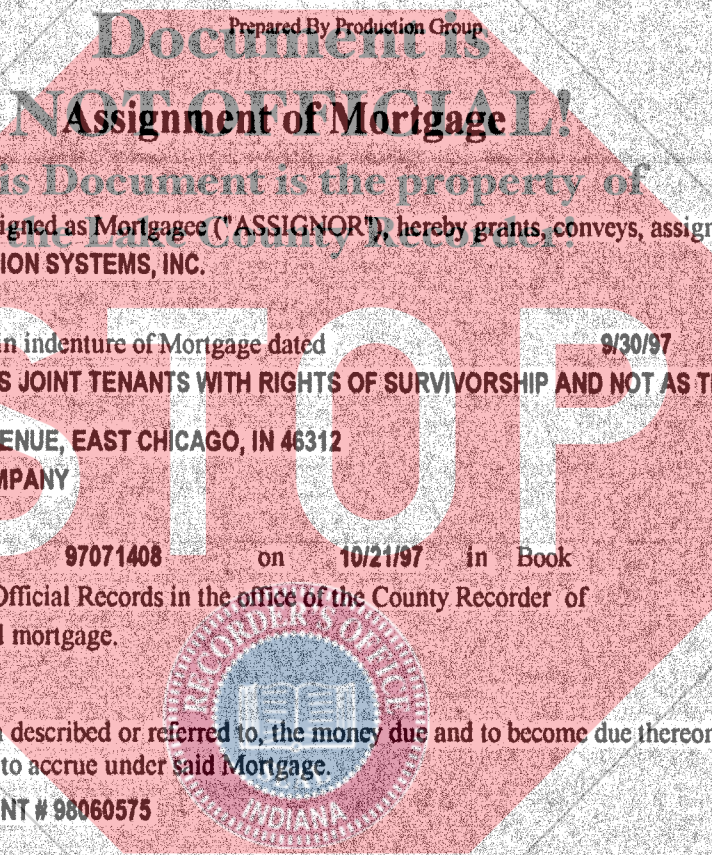 Prepared By Production Group
Document is
NOT OFFICIAL!
Assignment of Mortgage
is Document is the property of
the Lake County Recorder!
igned as Mortgagee ("ASSIGNOR"), hereby grants, conveys, assign
ION SYSTEMS, INC.
STOP
in indenture of Mortgage dated 9/30/97
S JOINT TENANTS WITH RIGHTS OF SURVIVORSHIP AND NOT AS T
ENUE, EAST CHICAGO, IN 46312
MPANY
97071408 on 10/21/97 in Book
Official Records in the office of the County Recorder of
d mortgage.
RECORDER'S OFFICE
INDIANA
n described or referred to, the money due and to become due thereon
to accrue under said Mortgage.
NT # 98060575